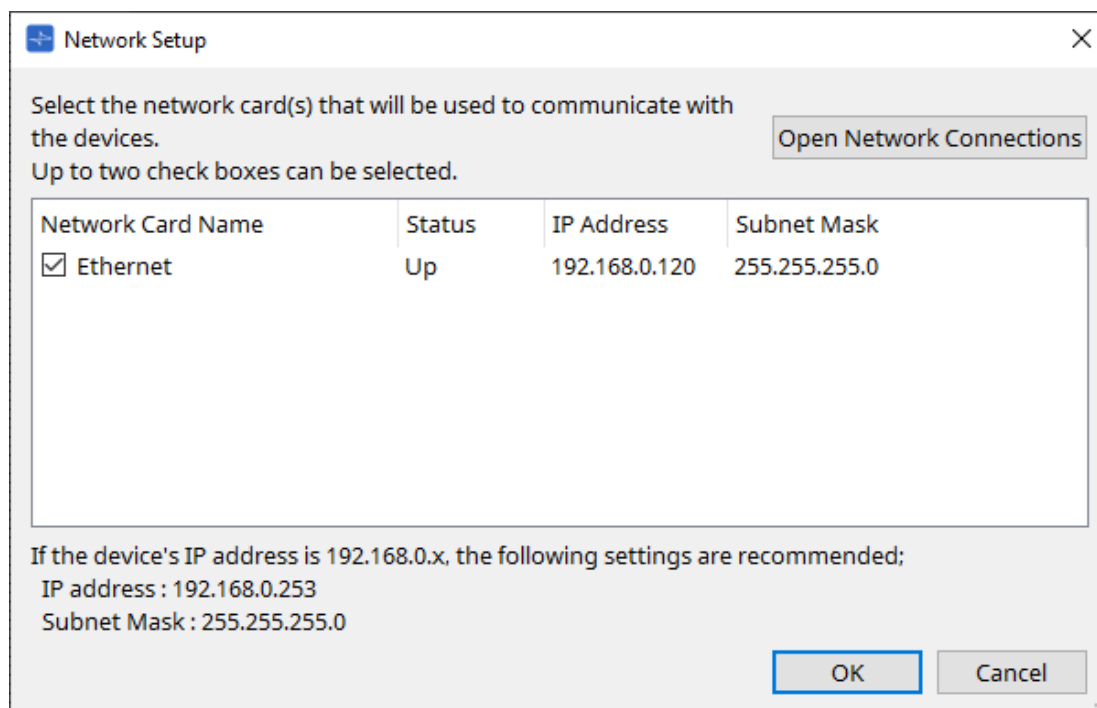 Network Setup
Select the network card(s) that will be used to communicate with
the devices.
Up to two check boxes can be selected.
Open Network Connections
Network Card Name Status IP Address Subnet Mask
Ethernet Up 192.168.0.120 255.255.255.0
If the device's IP address is 192.168.0.x, the following settings are recommended;
IP address : 192.168.0.253
Subnet Mask : 255.255.255.0
OK Cancel